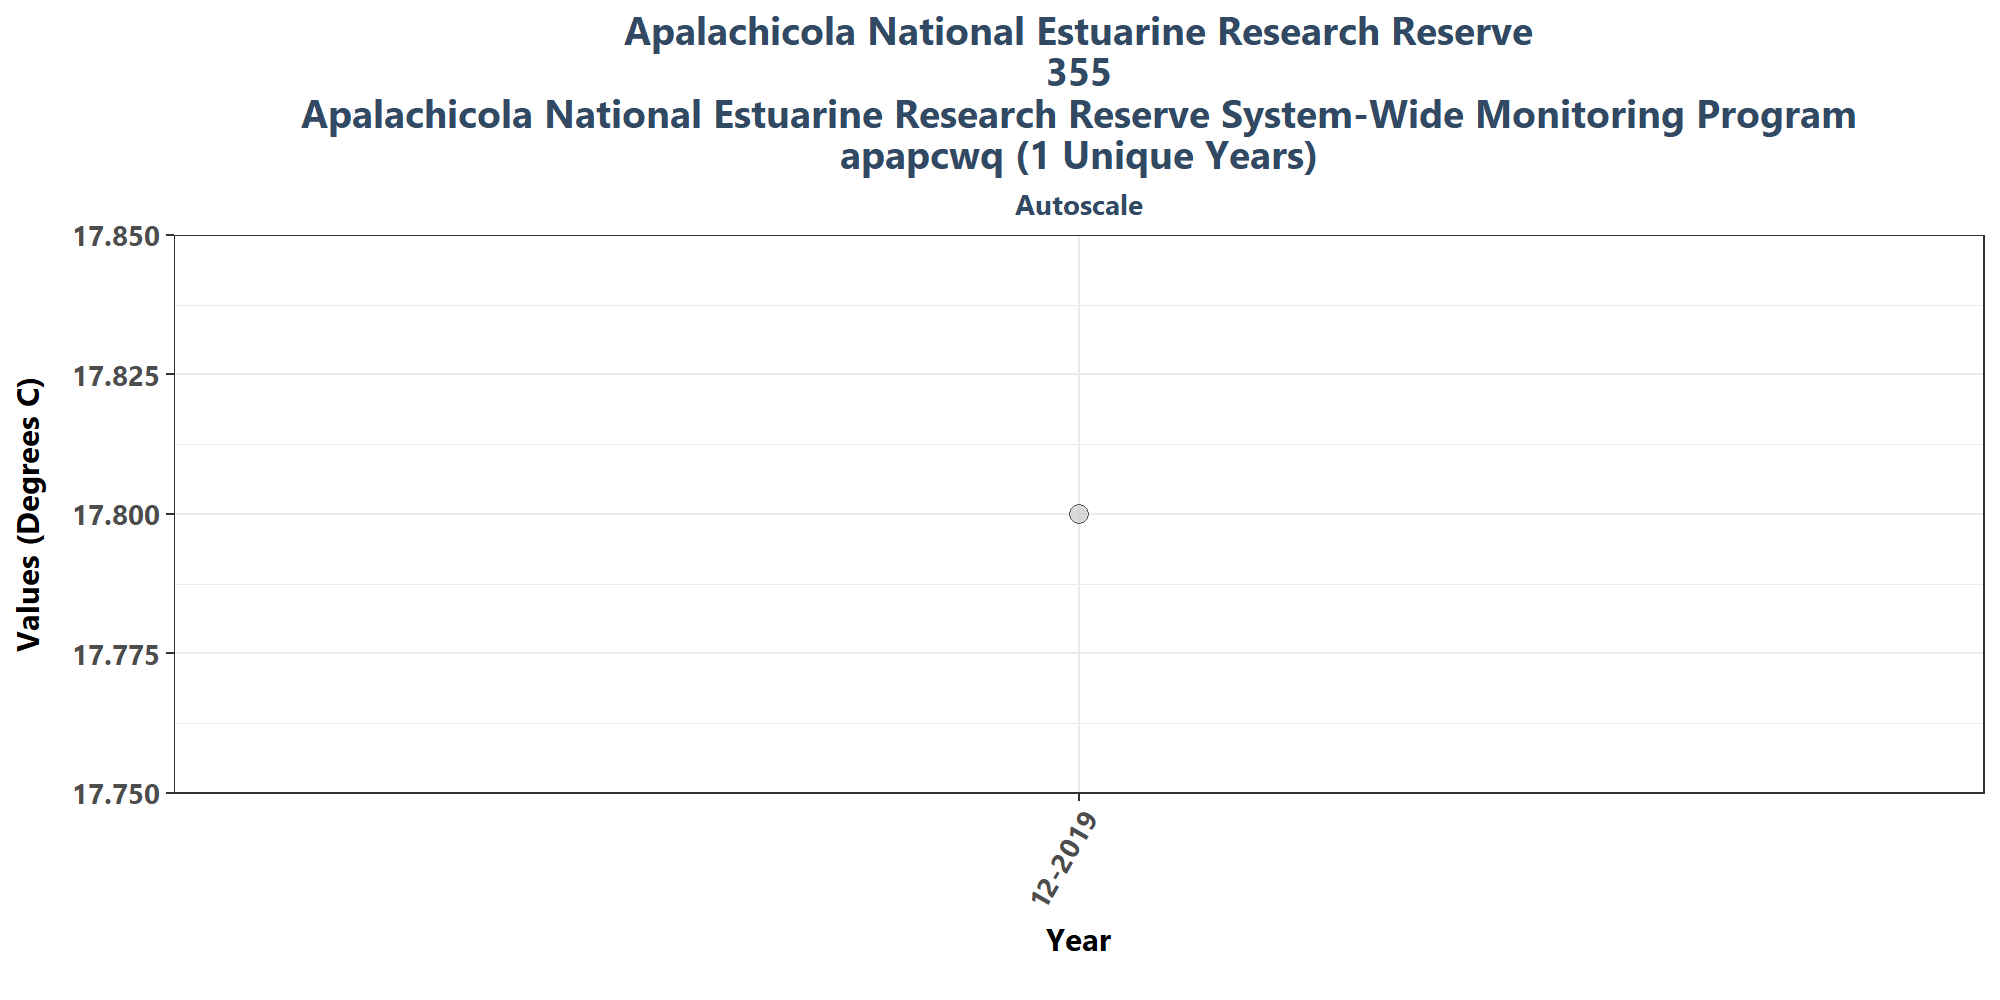 Apalachicola National Estuarine Research Reserve
355
Apalachicola National Estuarine Research Reserve System-Wide Monitoring Program
apapcwq (1 Unique Years)
Autoscale
17.850
17.825
17.800
17.775
17.750
Values (Degrees C)
12-2019
Year